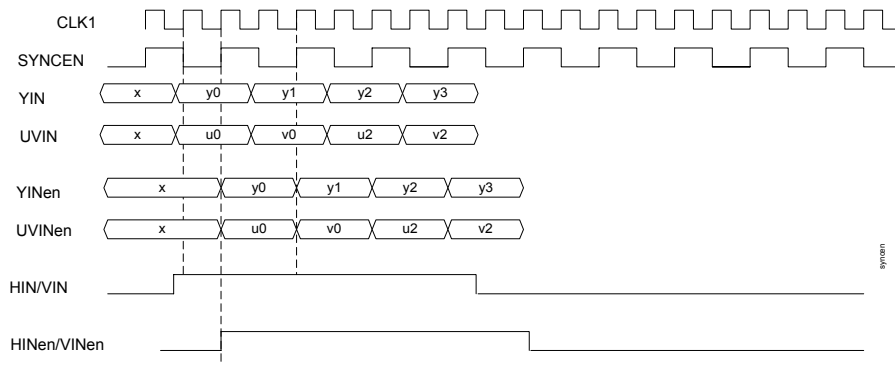 CLK1
SYNCEN
YIN x y0 y1 y2 y3
UVIN x u0 v0 u2 v2
YINen x y0 y1 y2 y3
UVINen x u0 v0 u2 v2
syncen
HIN/VIN
HINen/VINen